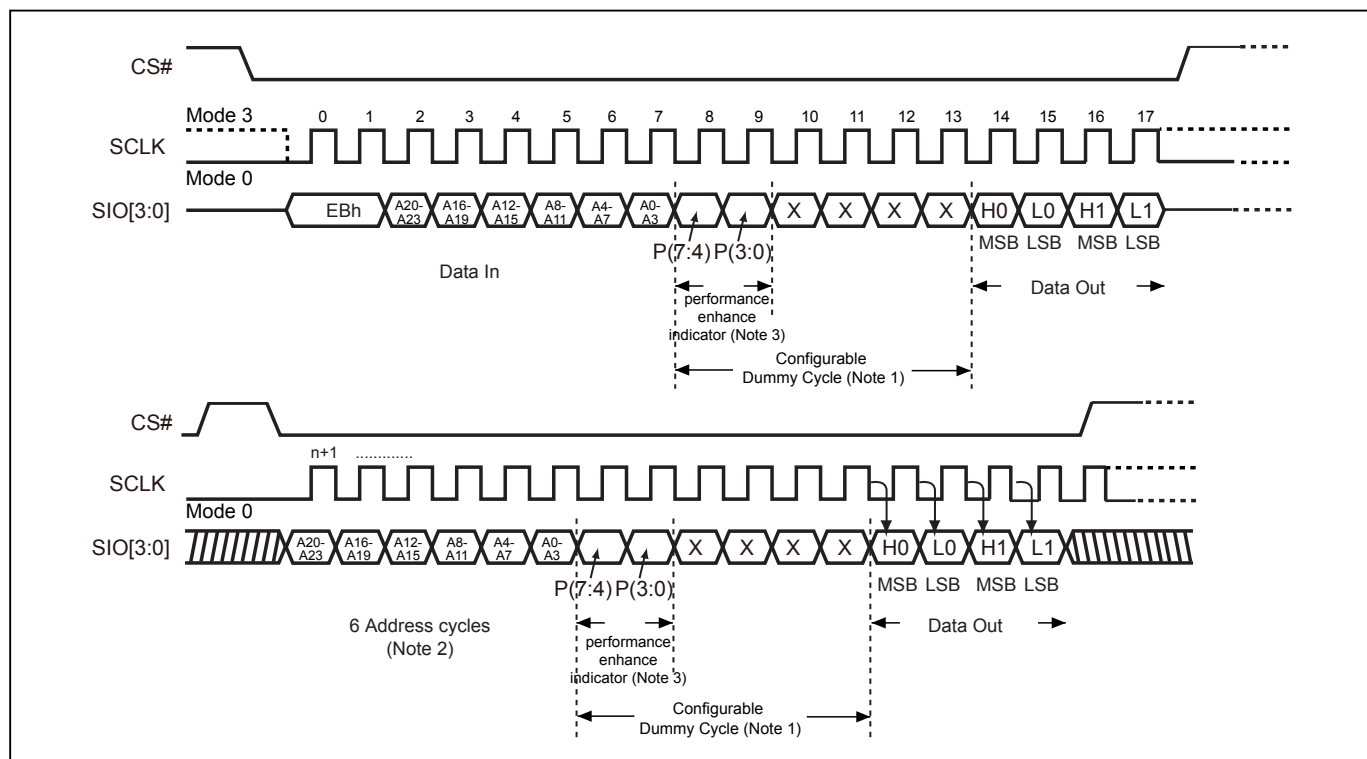 CS#
Mode 3
0 1 2 3 4 5 6 7 8 9 10 11 12 13 14 15 16 17
SCLK
Mode 0
SIO[3:0]
EBh
A20-A23
A16-A19
A12-A15
A8-A11
A4-A7
A0-A3
X X X X
H0 L0 H1 L1
MSB LSB MSB LSB
P(7:4) P(3:0)
Data In
Data Out
performance
enhance
indicator (Note 3)
Configurable
Dummy Cycle (Note 1)
CS#
n+1 .............
SCLK
Mode 0
SIO[3:0]
A20-A23
A16-A19
A12-A15
A8-A11
A4-A7
A0-A3
X X X X
H0 L0 H1 L1
MSB LSB MSB LSB
P(7:4) P(3:0)
6 Address cycles
(Note 2)
Data Out
performance
enhance
indicator (Note 3)
Configurable
Dummy Cycle (Note 1)